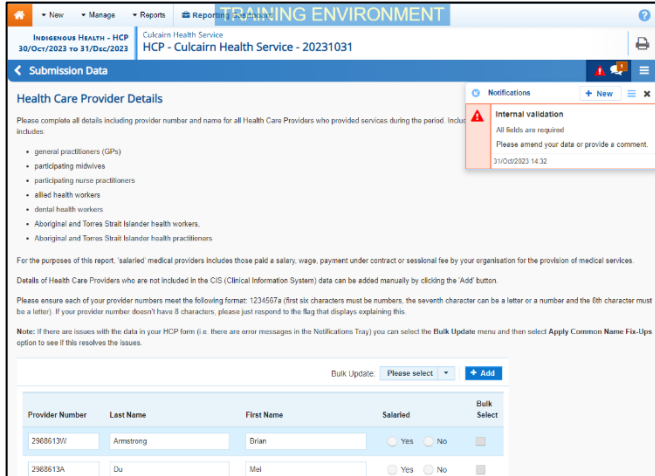 TRAINING ENVIRONMENT
New Manage Reports Reporting
INDIGENOUS HEALTH - HCP
30/OCT/2023 TO 31/DEC/2023
Culcairn Health Service
HCP - Culcairn Health Service - 20231031
Submission Data
Health Care Provider Details
Notifications + New
Please complete all details including provider number and name for all Health Care Providers who provided services during the period.
includes:
Internal validation
All fields are required
Please amend your data or provide a comment.
31/Oct/2023 14:32
• general practitioners (GPs)
• participating midwives
• participating nurse practitioners
• allied health workers
• dental health workers
• Aboriginal and Torres Strait Islander health workers,
• Aboriginal and Torres Strait Islander health practitioners
For the purposes of this report, 'salaried' medical providers includes those paid a salary, wage, payment under contract or sessional fee by your organisation for the provision of medical services.
Details of Health Care Providers who are not included in the CIS (Clinical Information System) data can be added manually by clicking the 'Add' button.
Please ensure each of your provider numbers meet the following format: 1234567a (first six characters must be numbers, the seventh character can be a letter or a number and the 8th character must
be a letter). If your provider number doesn't have 8 characters, please just respond to the flag that displays explaining this.
Note: If there are issues with the data in your HCP form (i.e. there are error messages in the Notifications Tray) you can select the Bulk Update menu and then select Apply Common Name Fix-Ups
option to see if this resolves the issues.
Bulk Update: Please select + Add
Provider Number Last Name First Name Salaried Bulk Select
2988613W Armstrong Brian Yes No
2988613A Du Mei Yes No